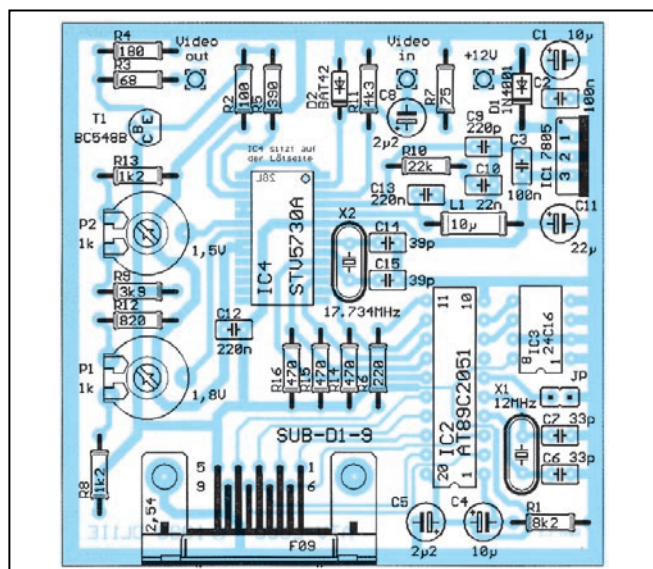 R4
180
R3
68
Video
out
R2
100
R5
390
D2
BAT42
R11
4k3
Video
in
C8
2µ2
R7
75
+12V
D1
1N4001
C1
10µ
C2
100n
T1
BC548B
B
E
C
IC4 sitzt auf
der Lötseite
28L
IC4
STV5730A
R13
1k2
C9
220p
R10
22k
C10
22n
C3
100n
IC1 7805
1
2
3
C13
220n
L1
10µ
C11
22µ
P2
1k
1,5V
X2
17.734MHz
C14
39p
C15
39p
R9
3k9
R12
820
C12
220n
P1
1k
1,8V
R16
470
R15
470
R14
470
R6
220
11
10
IC2
AT89C2051
20
1
8
IC3
24C16
JP
X1
12MHz
C7
33p
C6
33p
SUB-D1-9
5
1
9
6
2,54
F09
R8
1k2
C5
2µ2
C4
10µ
R1
8k2